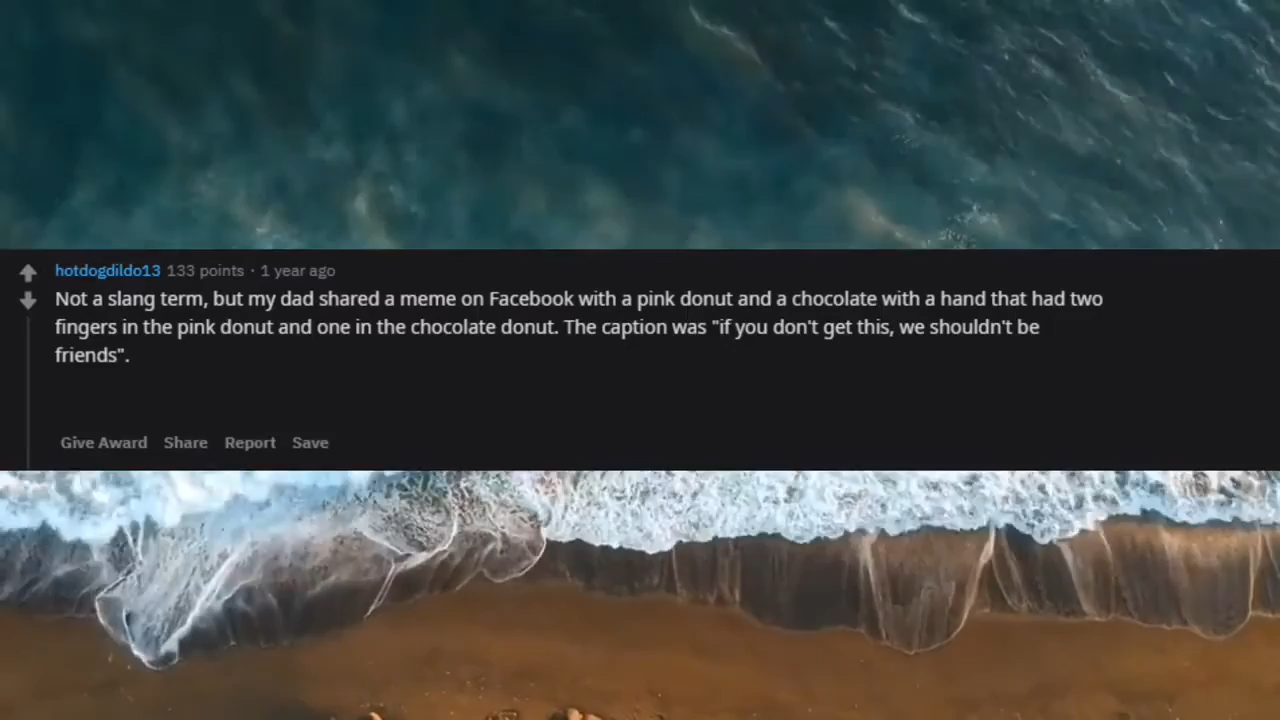 hotdogdildo13 133 points · 1 year ago
Not a slang term, but my dad shared a meme on Facebook with a pink donut and a chocolate with a hand that had two
fingers in the pink donut and one in the chocolate donut. The caption was "if you don't get this, we shouldn't be
friends".
Give Award Share Report Save